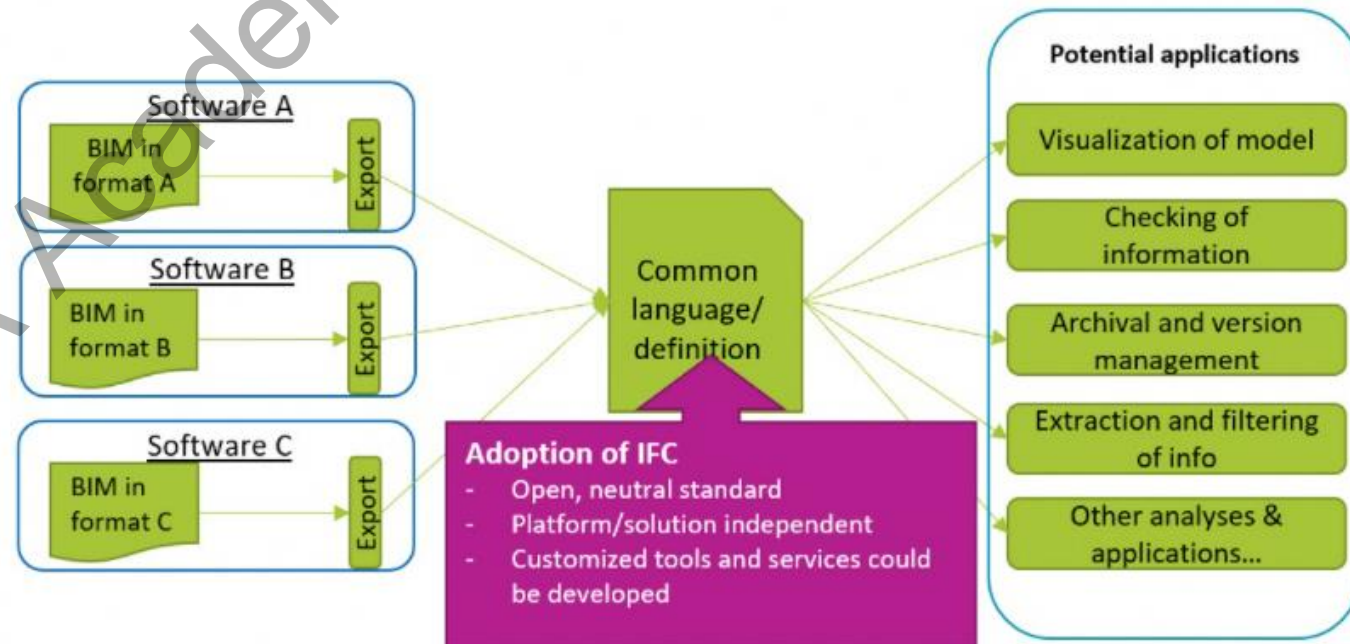 Acade
Software A
BIM in
format A
Export
Software B
BIM in
format B
Export
Software C
BIM in
format C
Export
Common
language/
definition
Adoption of IFC
- Open, neutral standard
- Platform/solution independent
- Customized tools and services could
be developed
Potential applications
Visualization of model
Checking of
information
Archival and version
management
Extraction and filtering
of info
Other analyses &
applications...